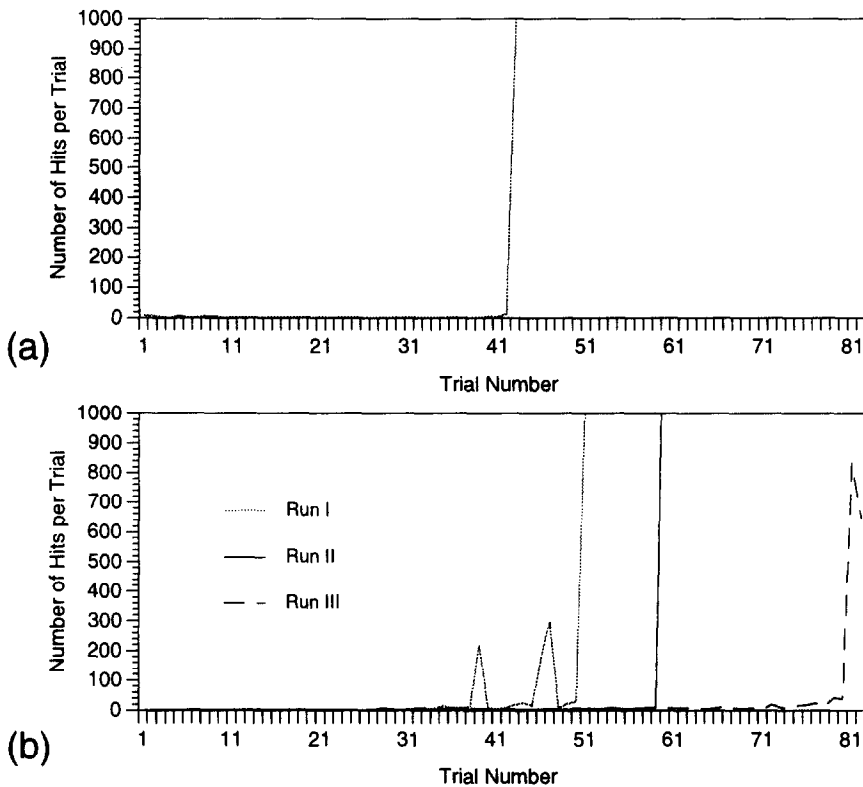 1000
900
800
700
600
500
400
300
200
100
0
Number of Hits per Trial
1 11 21 31 41 51 61 71 81
Trial Number
(a)
1000
900
800
700
600
500
400
300
200
100
0
Number of Hits per Trial
Run I
Run II
Run III
1 11 21 31 41 51 61 71 81
Trial Number
(b)